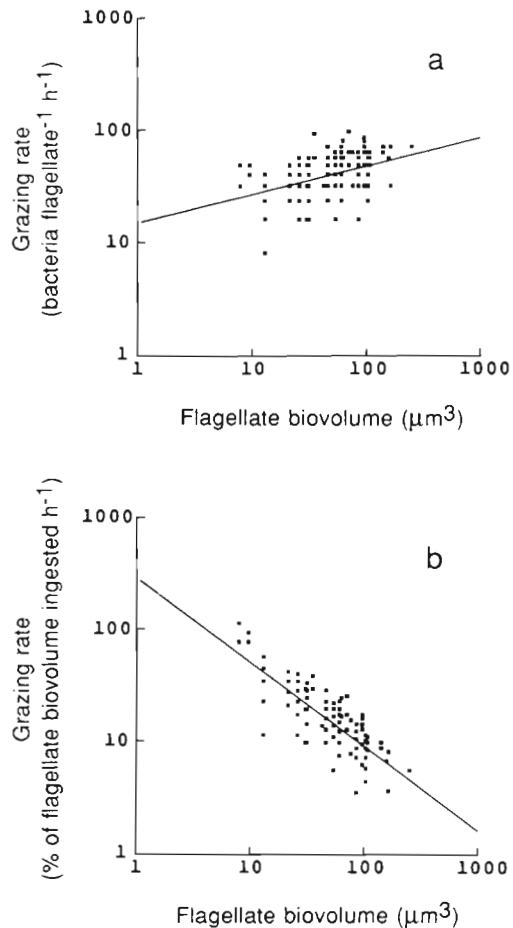 a
1000
100
10
1
Grazing rate
(bacteria flagellate⁻¹ h⁻¹)
1 10 100 1000
Flagellate biovolume (μm³)
b
1000
100
10
1
Grazing rate
(% of flagellate biovolume ingested h⁻¹)
1 10 100 1000
Flagellate biovolume (μm³)